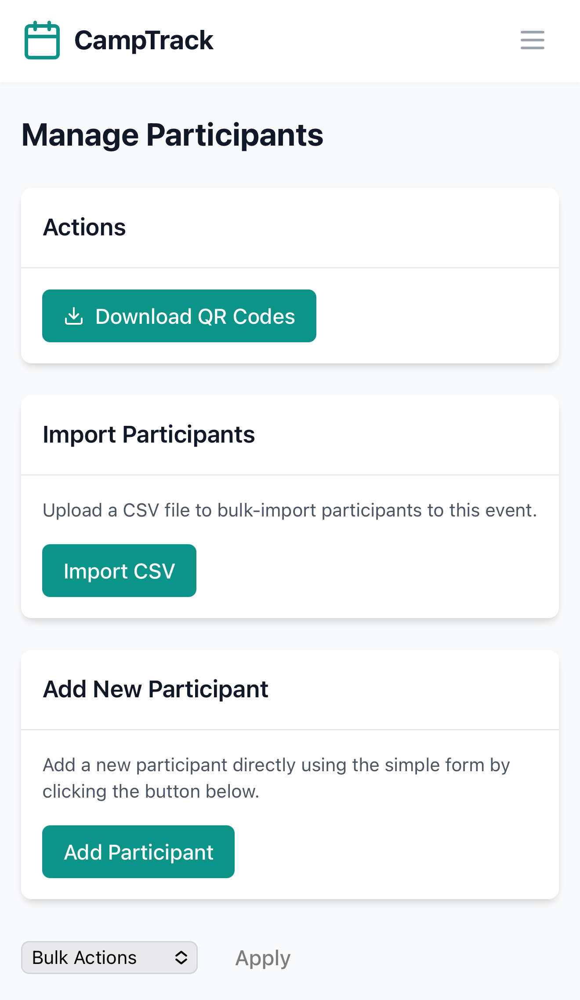 CampTrack
Manage Participants
Actions
Download QR Codes
Import Participants
Upload a CSV file to bulk-import participants to this event.
Import CSV
Add New Participant
Add a new participant directly using the simple form by
clicking the button below.
Add Participant
Bulk Actions
Apply